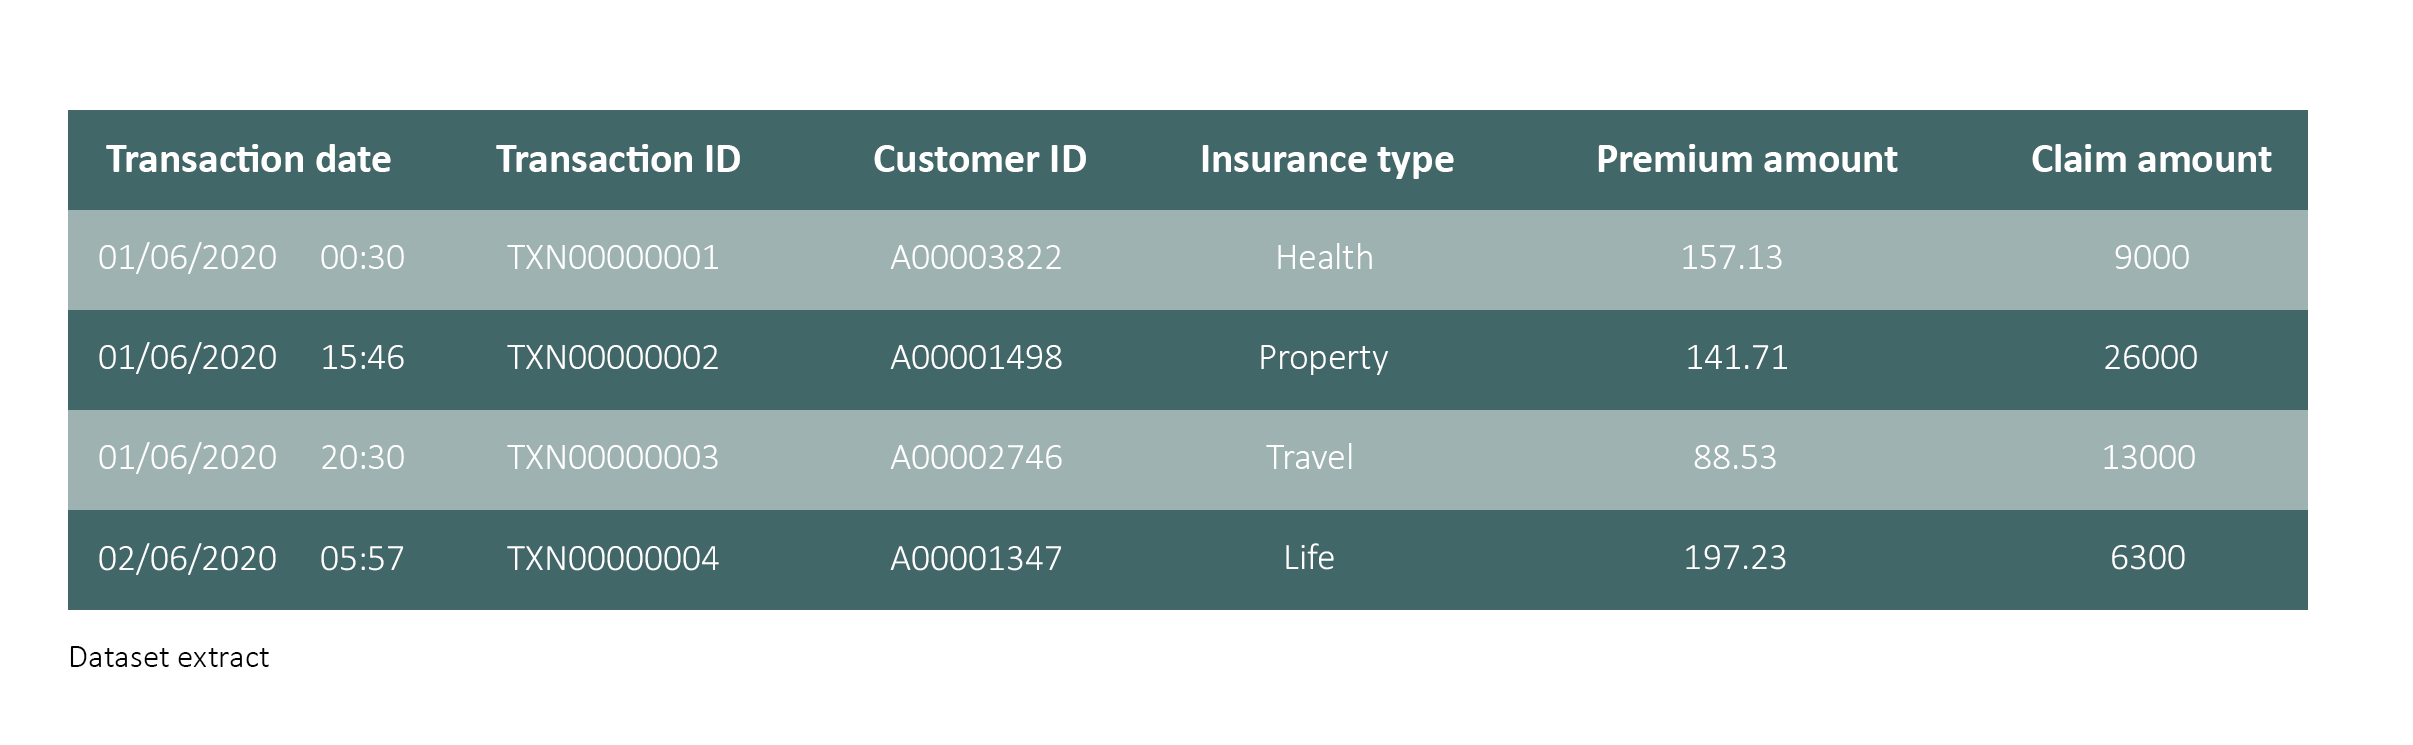 Transaction date Transaction ID Customer ID Insurance type Premium amount Claim amount
01/06/2020 00:30 TXN00000001 A00003822 Health 157.13 9000
01/06/2020 15:46 TXN00000002 A00001498 Property 141.71 26000
01/06/2020 20:30 TXN00000003 A00002746 Travel 88.53 13000
02/06/2020 05:57 TXN00000004 A00001347 Life 197.23 6300
Dataset extract